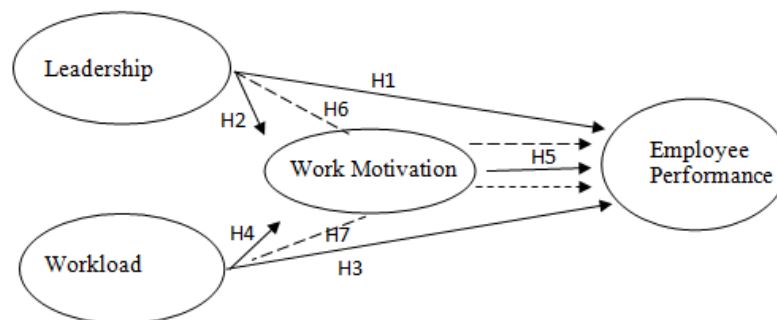 Leadership
H1
H2
H6
Work Motivation
H5
Employee
Performance
H4
H7
Workload
H3